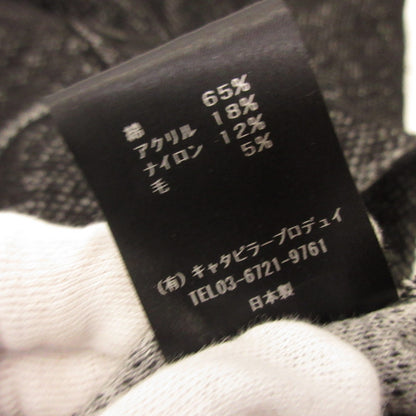 綿 65%
アクリル 18%
ナイロン 12%
毛 5%
(有) キャタピラープロデュイ
TEL03-6721-9761
日本製